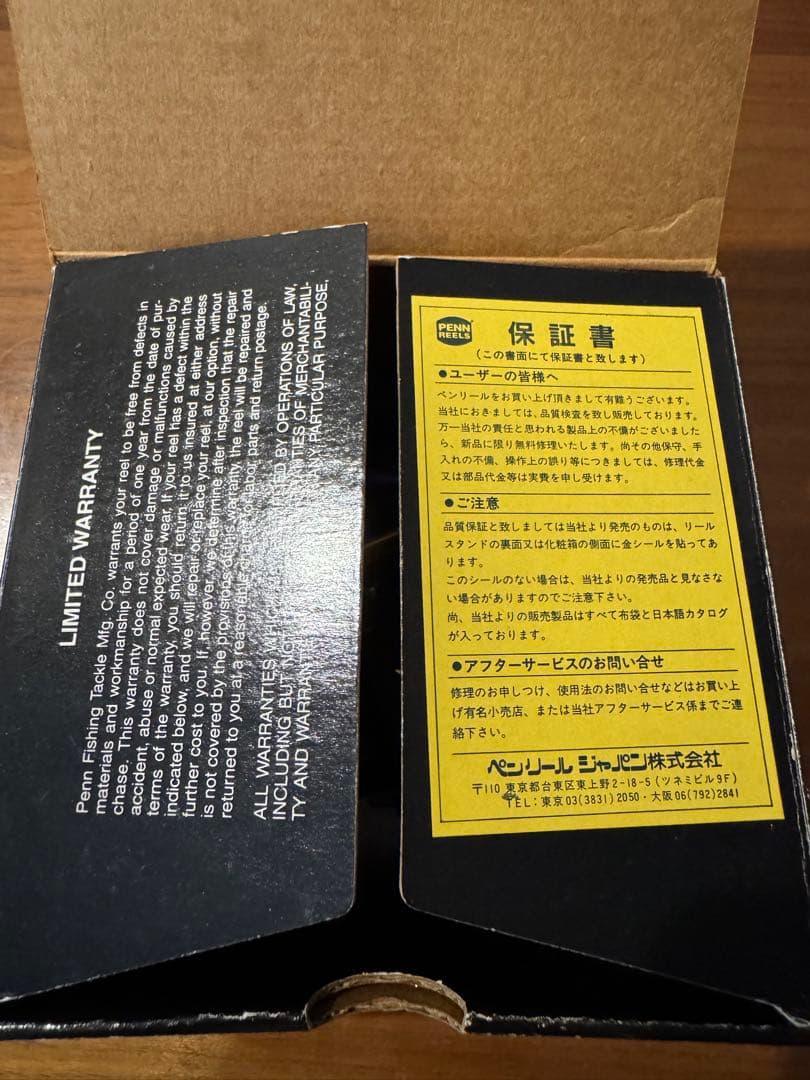 LIMITED WARRANTY
Penn Fishing Tackle Mfg. Co. warrants your reel to be free from defects in
materials and workmanship for a period of one year from the date of pur-
chase. This warranty does not cover damage or malfunctions caused by
accident, abuse or normal expected wear. If your reel has a defect within the
terms of the warranty, you should return it to us insured at either address
indicated below, and we will repair or replace your reel, at our option, without
further cost to you. If, however, we determine after inspection that the repair
is not covered by the provisions of this warranty, the reel will be repaired and
returned to you at a reasonable charge for labor, parts and return postage.
ALL WARRANTIES WHICH BY OPERATIONS OF LAW,
INCLUDING BUT NOT OF MERCHANTABILI-
TY AND WARRANT ANY PARTICULAR PURPOSE,
PENN
REELS
保証書
(この書面にて保証書と致します)
●ユーザーの皆様へ
ペンリールをお買い上げ頂きまして有難うございます。
当社におきましては、品質検査を致し販売しております。
万一当社の責任と思われる製品上の不備がございました
ら、新品に限り無料修理いたします。尚その他保守、手
入れの不備、操作上の誤り等につきましては、修理代金
又は部品代金等は実費を申し受けます。
●ご注意
品質保証と致しましては当社より発売のものは、リール
スタンドの裏面又は化粧箱の側面に金シールを貼ってあ
ります。
このシールのない場合は、当社よりの発売品と見なさな
い場合がありますのでご注意下さい。
尚、当社よりの販売製品はすべて布袋と日本語カタログ
が入っております。
●アフターサービスのお問い合せ
修理のお申しつけ、使用法のお問い合せなどはお買い上
げ有名小売店、または当社アフターサービス係までご連
絡下さい。
ペンリール ジャパン株式会社
〒110 東京都台東区東上野2-18-5 (ツネミビル9F)
TEL:東京03(3831)2050・大阪06(792)2841